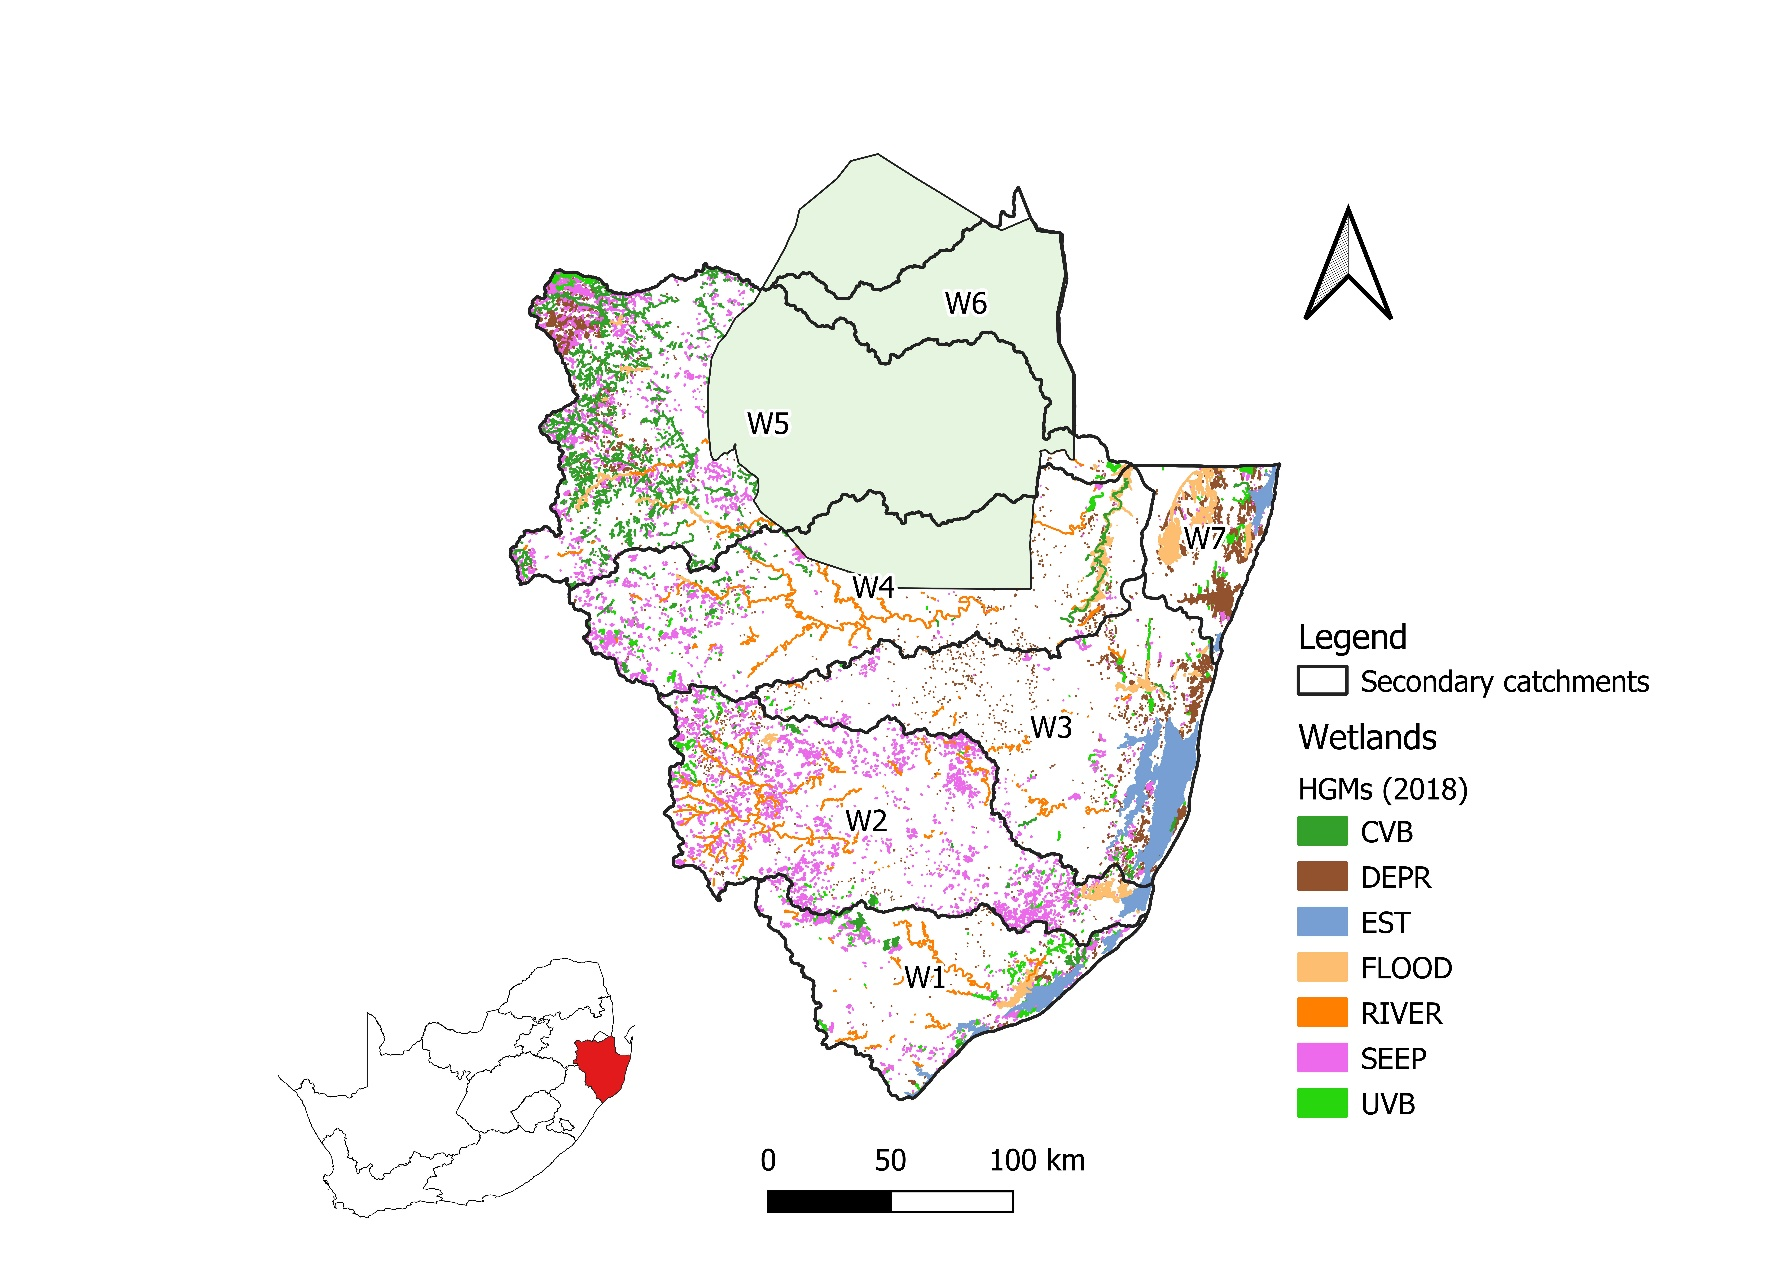 W6
W5
W7
W4
W3
W2
W1
Legend
Secondary catchments
Wetlands
HGMs (2018)
CVB
DEPR
EST
FLOOD
RIVER
SEEP
UVB
0 50 100 km